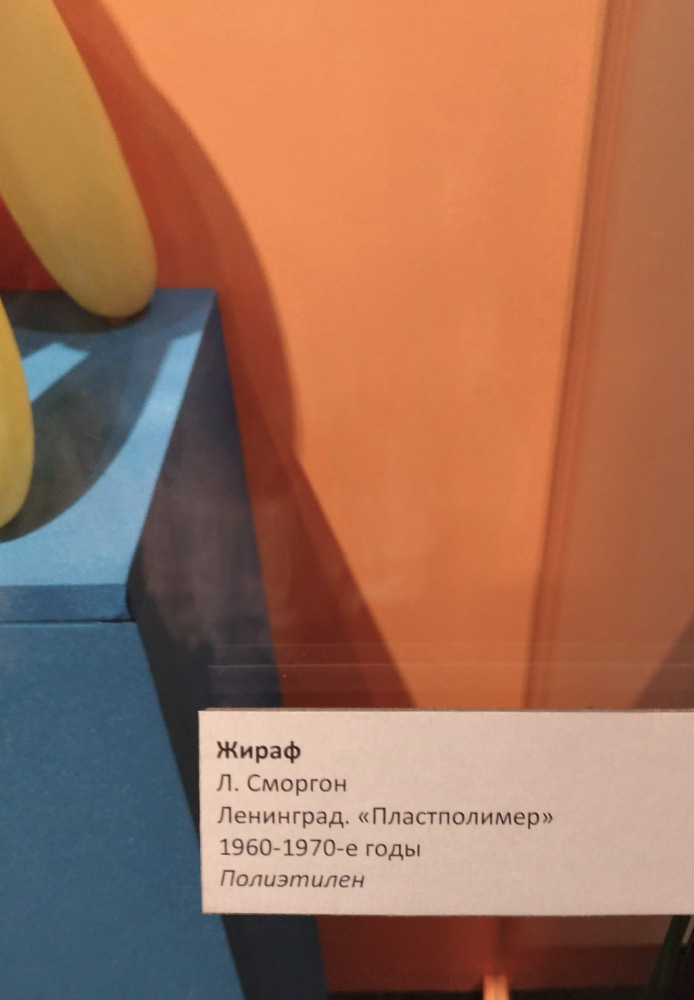 Жираф
Л. Сморгон
Ленинград. «Пластполимер»
1960-1970-е годы
Полиэтилен